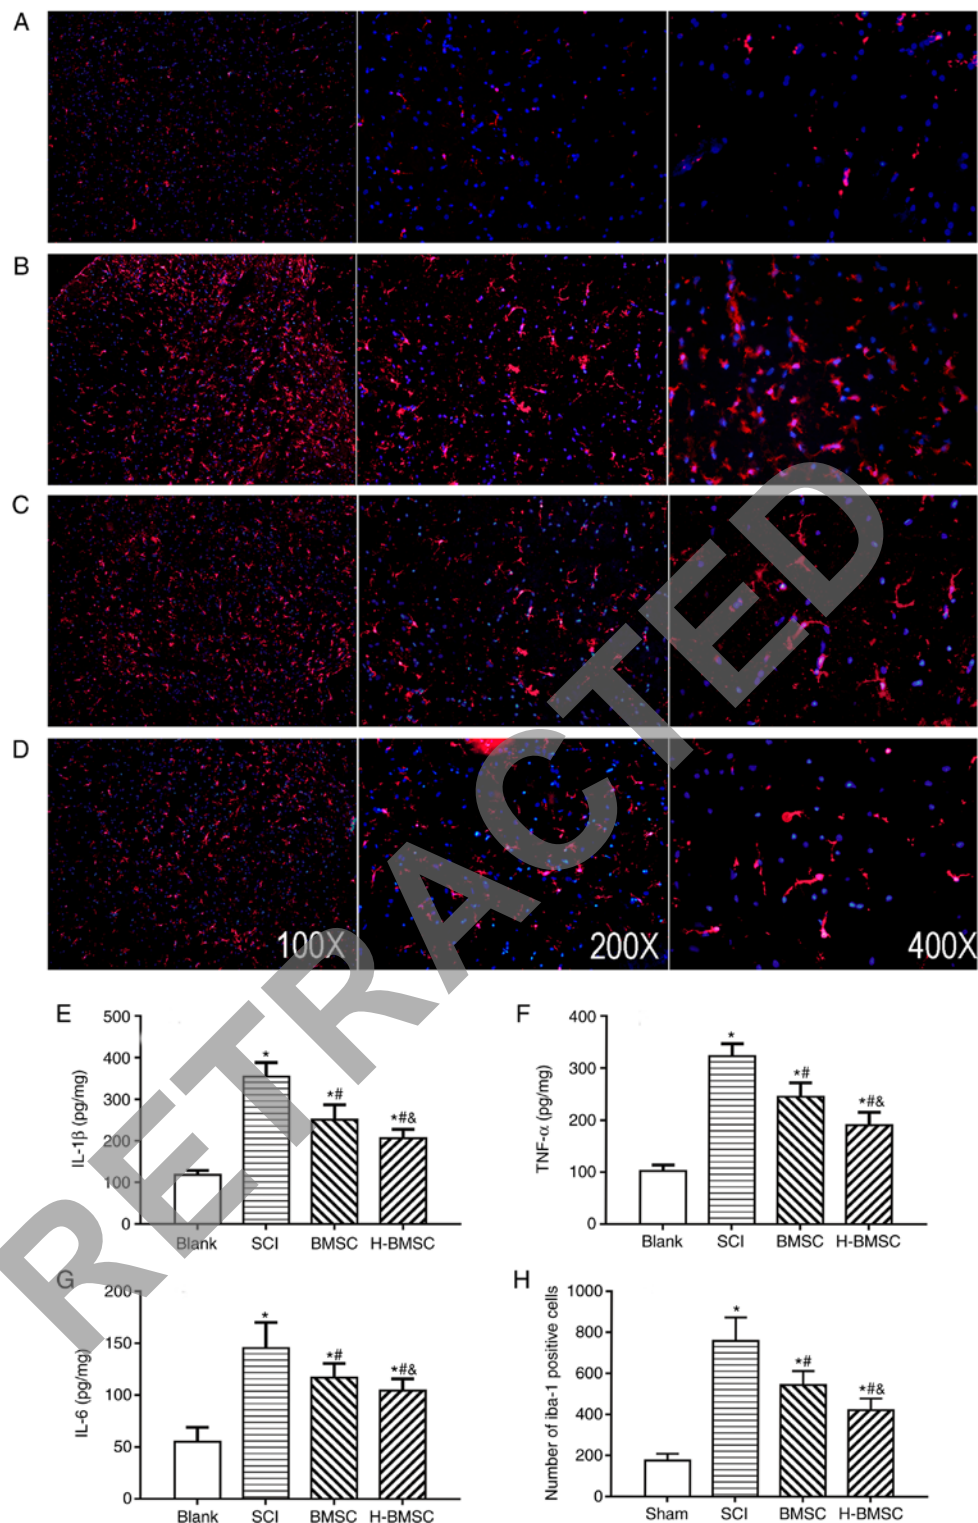 A
B
C
D
100X 200X 400X
RETRACTED
E
500
400
300
200
100
0
IL-1β (pg/mg)
*
*#
*#&
Blank SCI BMSC H-BMSC
F
400
300
200
100
0
TNF-α (pg/mg)
*
*#
*#&
Blank SCI BMSC H-BMSC
G
200
150
100
50
0
IL-6 (pg/mg)
*
*#
*#&
Blank SCI BMSC H-BMSC
H
1000
800
600
400
200
0
Number of iba-1 positive cells
*
*#
*#&
Sham SCI BMSC H-BMSC